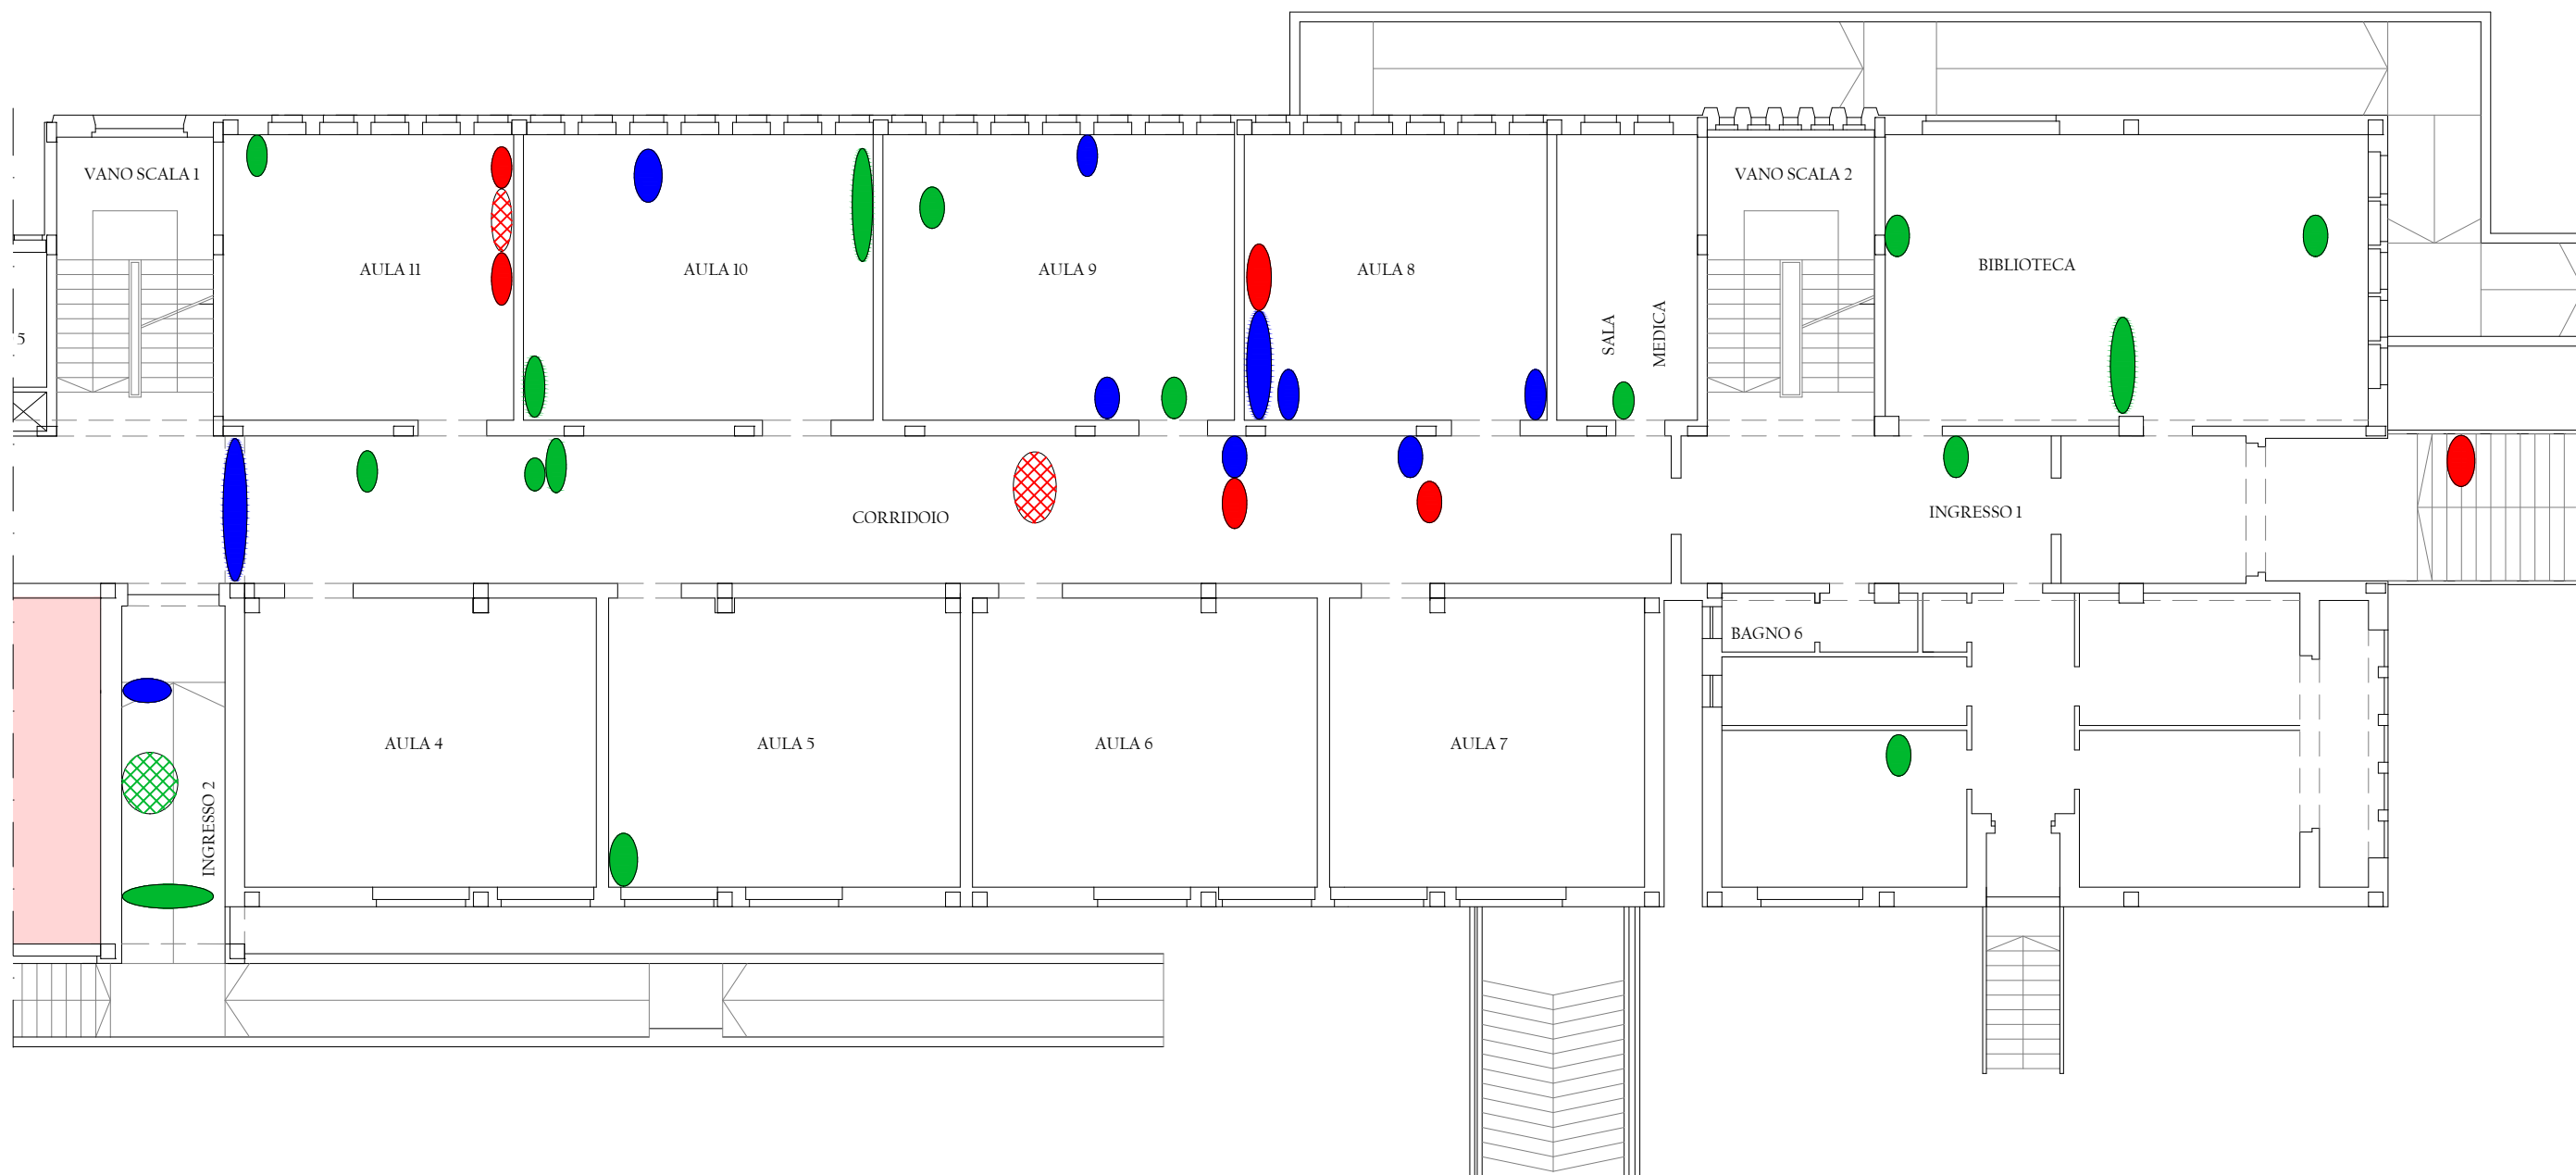 VANO SCALA 1
VANO SCALA 2
AULA 11
AULA 10
AULA 9
AULA 8
BIBLIOTECA
SALA
MEDICA
5
CORRIDOIO
INGRESSO 1
BAGNO 6
AULA 4
AULA 5
AULA 6
AULA 7
INGRESSO 2